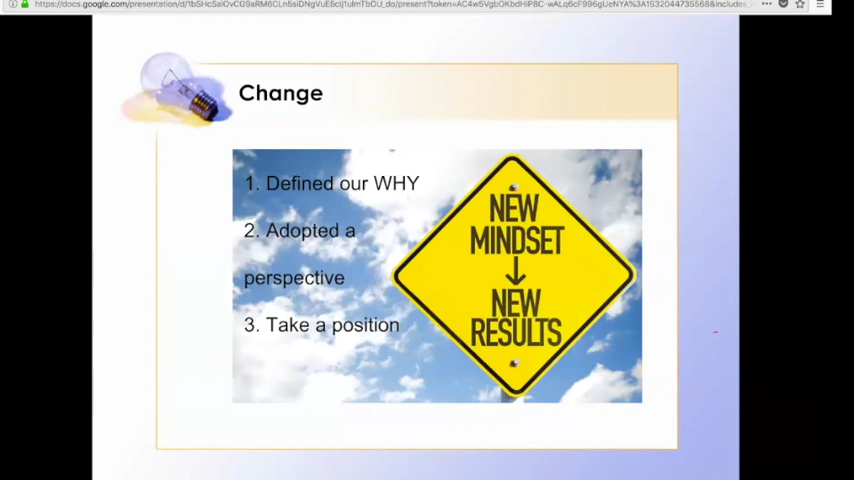 Change
1. Defined our WHY
2. Adopted a
perspective
3. Take a position
NEW
MINDSET
NEW
RESULTS